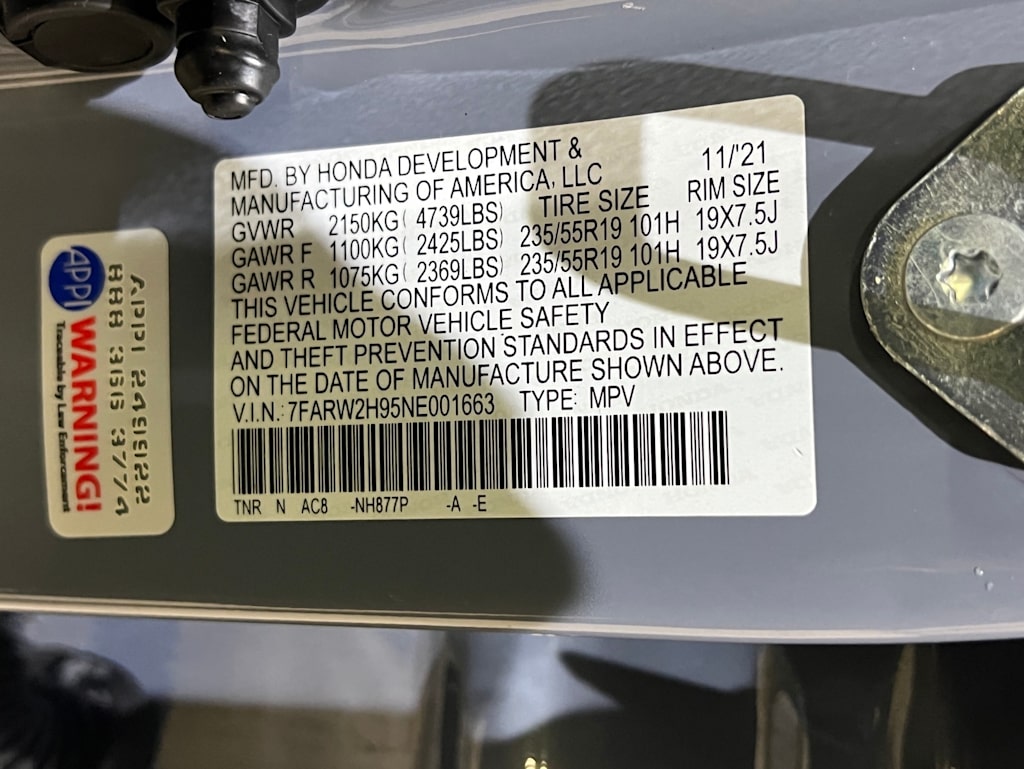 MFD. BY HONDA DEVELOPMENT & 11/'21
MANUFACTURING OF AMERICA, LLC
GVWR 2150KG ( 4739LBS) TIRE SIZE RIM SIZE
GAWR F 1100KG ( 2425LBS) 235/55R19 101H 19X7.5J
GAWR R 1075KG ( 2369LBS) 235/55R19 101H 19X7.5J
THIS VEHICLE CONFORMS TO ALL APPLICABLE
FEDERAL MOTOR VEHICLE SAFETY
AND THEFT PREVENTION STANDARDS IN EFFECT
ON THE DATE OF MANUFACTURE SHOWN ABOVE.
V.I.N.: 7FARW2H95NE001663 TYPE: MPV
TNR N AC8 -NH877P -A -E
APPI
WARNING!
Traceable by Law Enforcement
888 366 3774